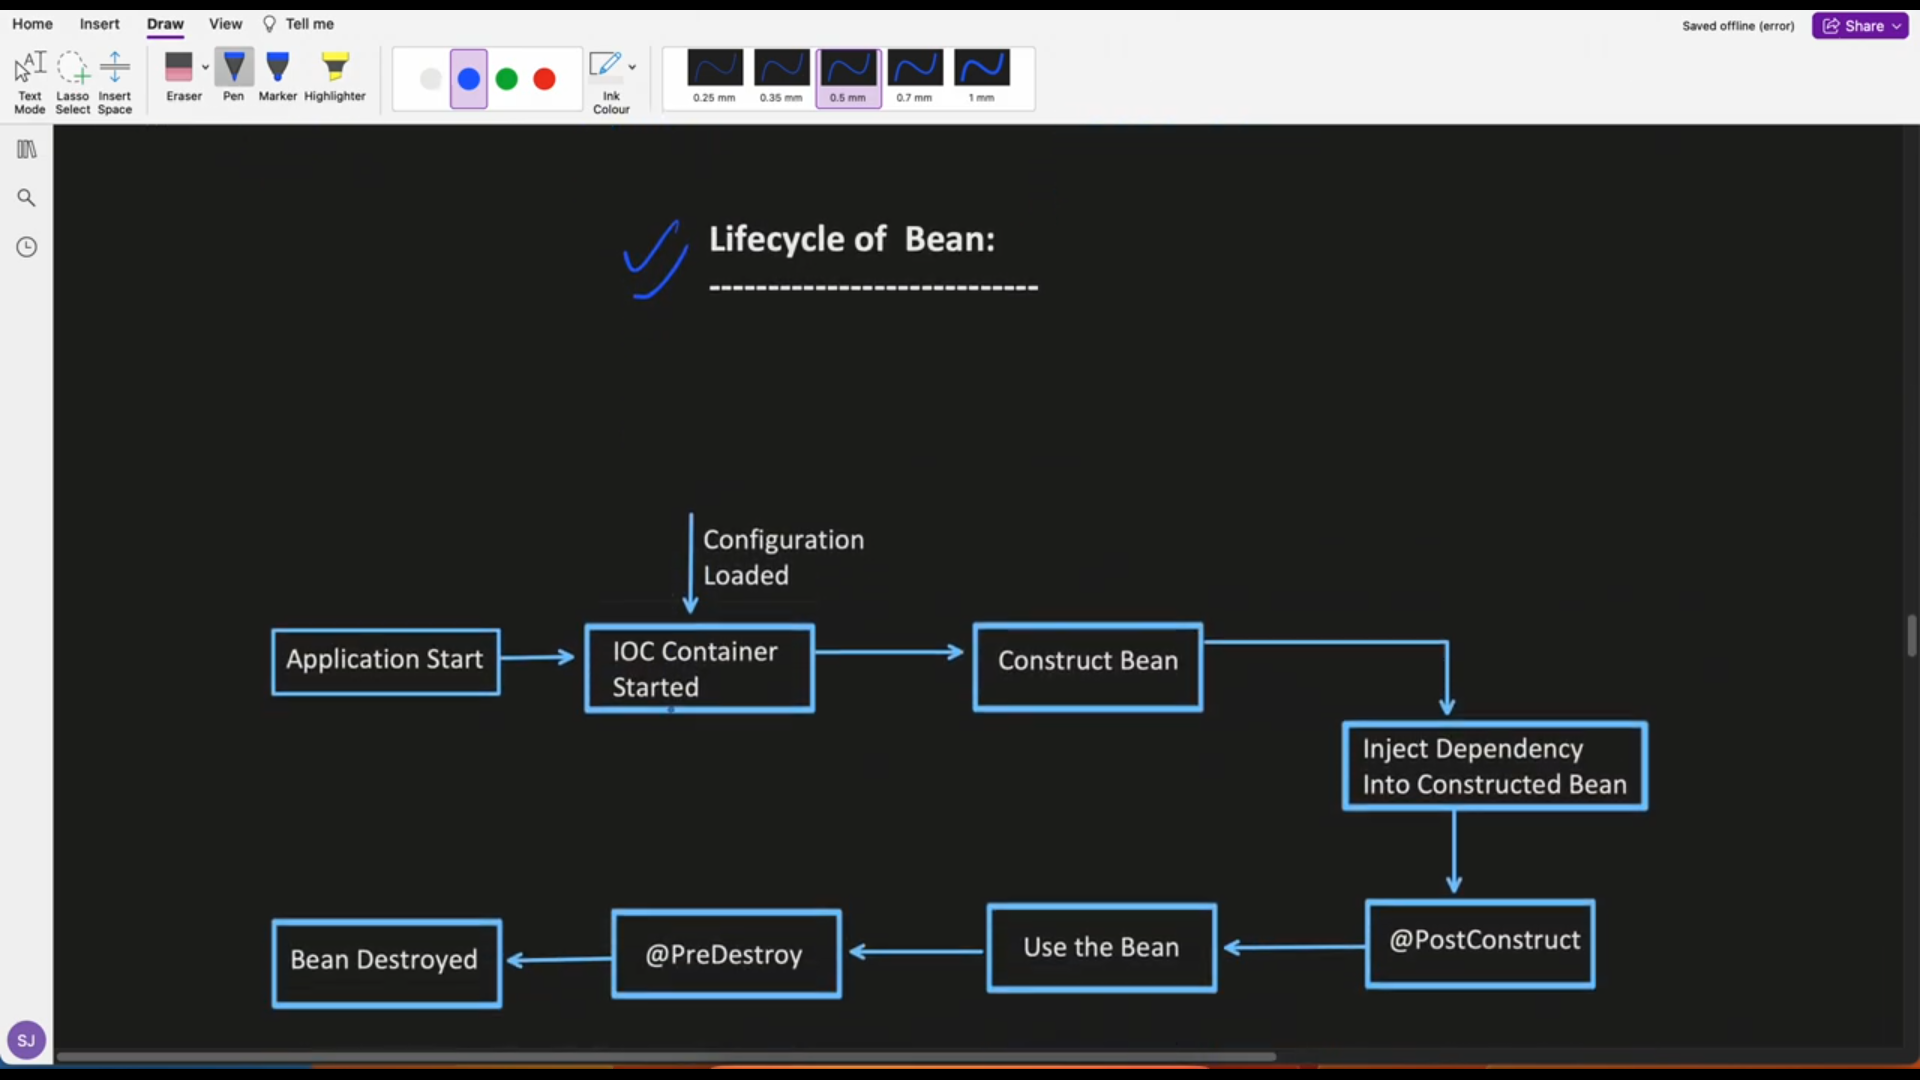 Home Insert Draw View Tell me
Saved offline (error) Share
Text Mode
Lasso Select
Insert Space
Eraser
Pen
Marker
Highlighter
Ink Colour
0.25 mm
0.35 mm
0.5 mm
0.7 mm
1 mm
Lifecycle of Bean:
----------------------------
Configuration
Loaded
Application Start
IOC Container
Started
Construct Bean
Inject Dependency
Into Constructed Bean
@PostConstruct
Use the Bean
@PreDestroy
Bean Destroyed
SJ